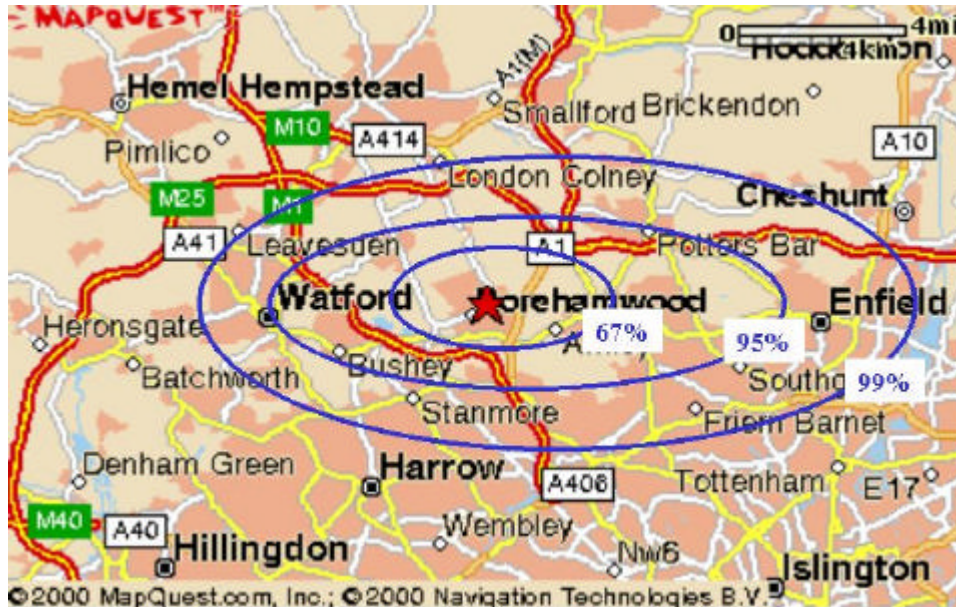 MAPQUEST
0 4mi
4km
Hemel Hempstead
A1(M)
Smallford
Brickendon
M10
A414
A10
Pimlico
London Colney
M25
M1
Cheshunt
A41
Leavesden
A1
Potters Bar
Watford
Enfield
Heronsgate
67%
95%
Bushey
Batchworth
99%
Stanmore
Friern Barnet
Denham Green
Harrow
A406
Tottenham
E17
M40
A40
Wembley
Hillingdon
Nw6
Islington
©2000 MapQuest.com, Inc.; ©2000 Navigation Technologies B.V.